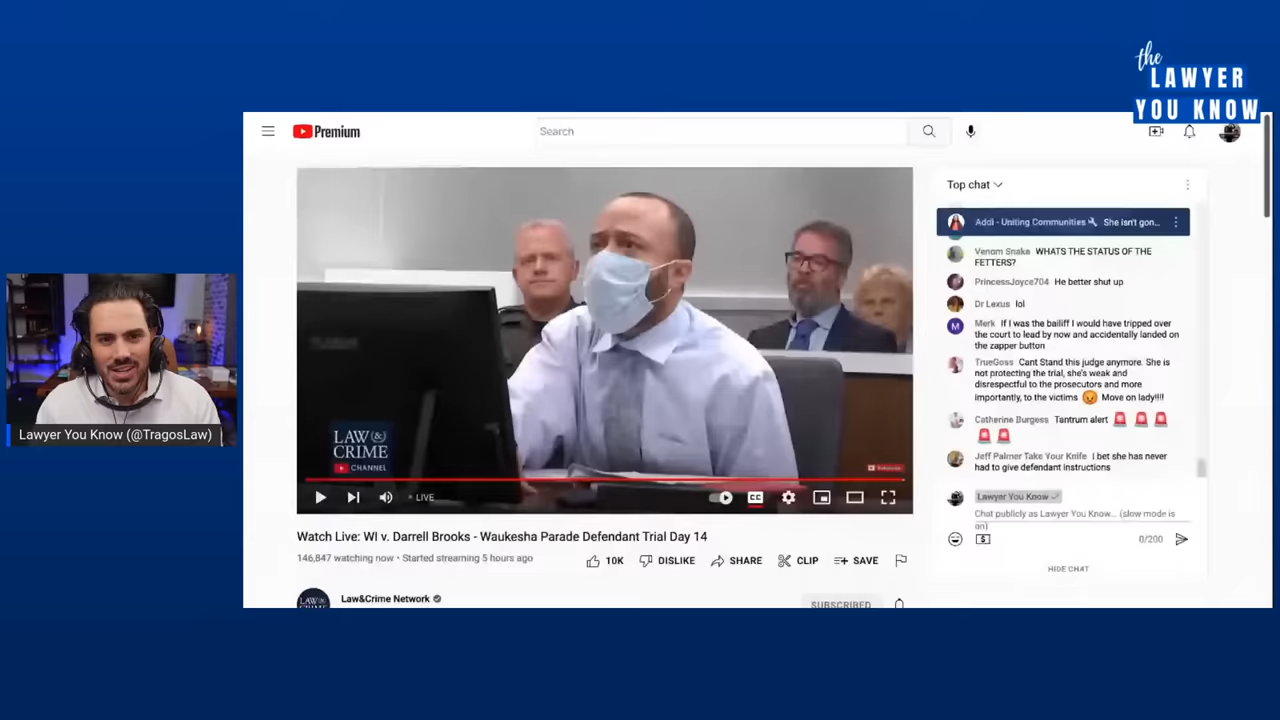 the
LAWYER
YOU KNOW
Premium
Search
Top chat
Addi - Uniting Communities She isn't gon...
Venom Snake WHATS THE STATUS OF THE
FETTERS?
PrincessJoyce704 He better shut up
Dr Lexus lol
M Merk If I was the bailiff I would have tripped over
the court to lead by now and accidentally landed on
the zapper button
TrueGoss Cant Stand this judge anymore. She is
not protecting the trial, she's weak and
disrespectful to the prosecutors and more
importantly, to the victims 😡 Move on lady!!!!
Catherine Burgess Tantrum alert 🚨 🚨 🚨
🚨 🚨
Jeff Palmer Take Your Knife I bet she has never
had to give defendant instructions
Lawyer You Know
Chat publicly as Lawyer You Know... (slow mode is
on)
0/200
HIDE CHAT
Lawyer You Know (@TragosLaw)
LAW &
CRIME
CHANNEL
Subscribe
LIVE
CC
Watch Live: WI v. Darrell Brooks - Waukesha Parade Defendant Trial Day 14
146,847 watching now • Started streaming 5 hours ago
10K DISLIKE SHARE CLIP SAVE
LAW&
CRIME
Law&Crime Network
SUBSCRIBED